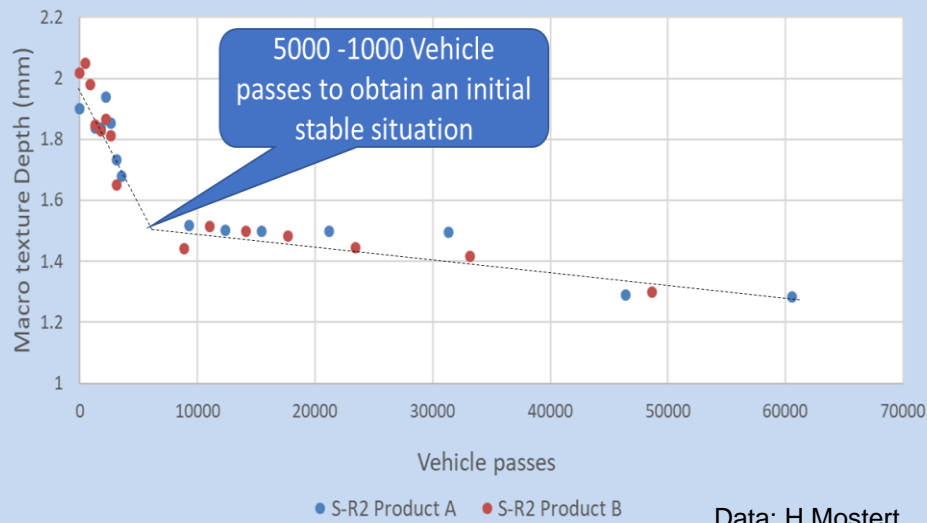 2.2
2
1.8
1.6
1.4
1.2
1
Macro texture Depth (mm)
5000 -1000 Vehicle
passes to obtain an initial
stable situation
0 10000 20000 30000 40000 50000 60000 70000
Vehicle passes
S-R2 Product A S-R2 Product B
Data: H Mostert